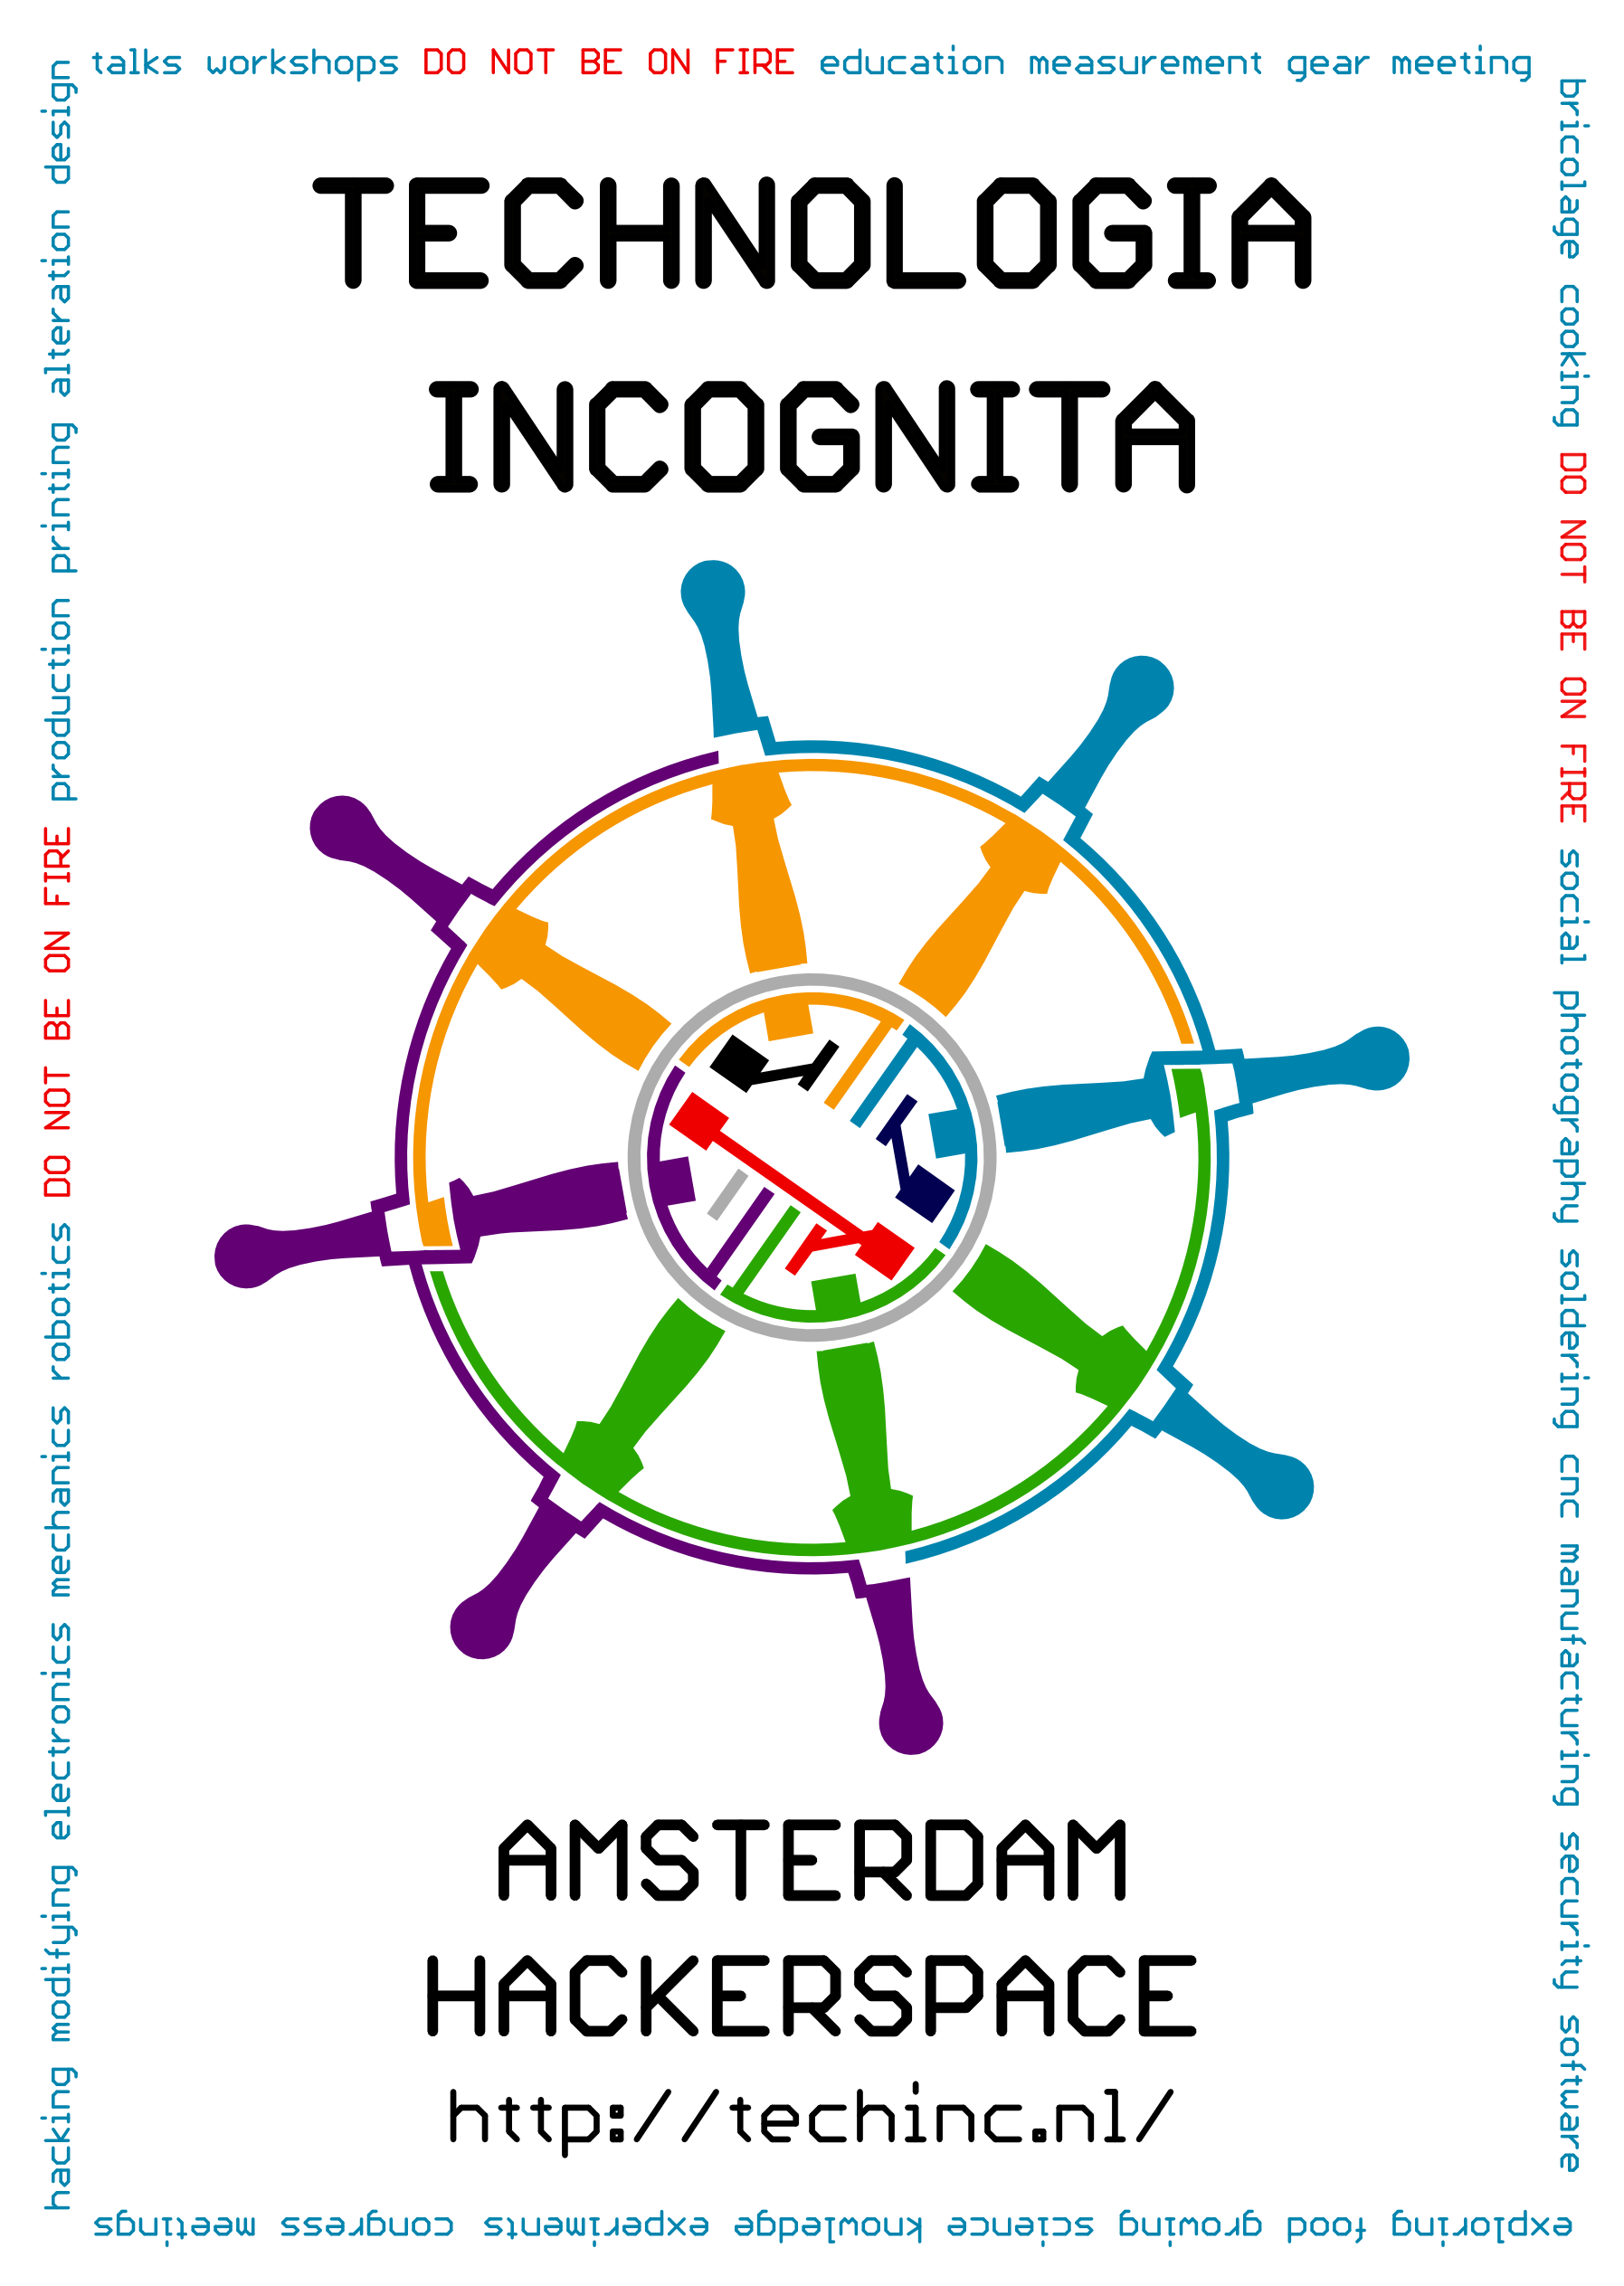 talks workshops DO NOT BE ON FIRE education measurement gear meeting
bricolage cooking DO NOT BE ON FIRE social photography soldering cnc manufacturing security software
exploring food growing science knowledge experiments congress meetings
hacking modifying electronics mechanics robotics DO NOT BE ON FIRE production printing alteration design
TECHNOLOGIA
INCOGNITA
AMSTERDAM
HACKERSPACE
http://techinc.nl/